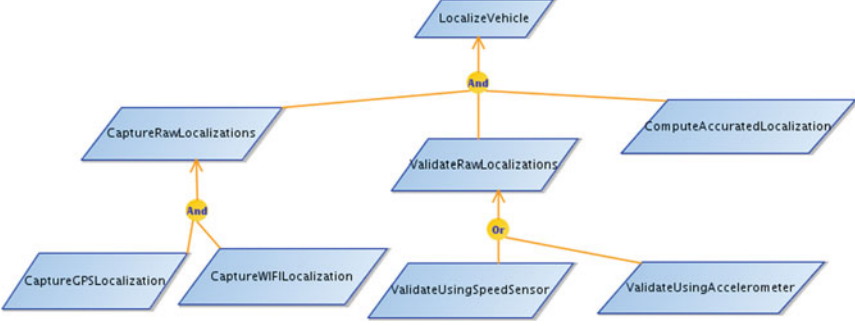 LocalizeVehicle
And
CaptureRawLocalizations
ValidateRawLocalizations
ComputeAccuratedLocalization
And
Or
CaptureGPSLocalization
CaptureWIFILocalization
ValidateUsingSpeedSensor
ValidateUsingAccelerometer